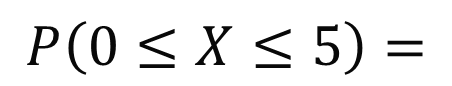 P(0 ≤ X ≤ 5) =